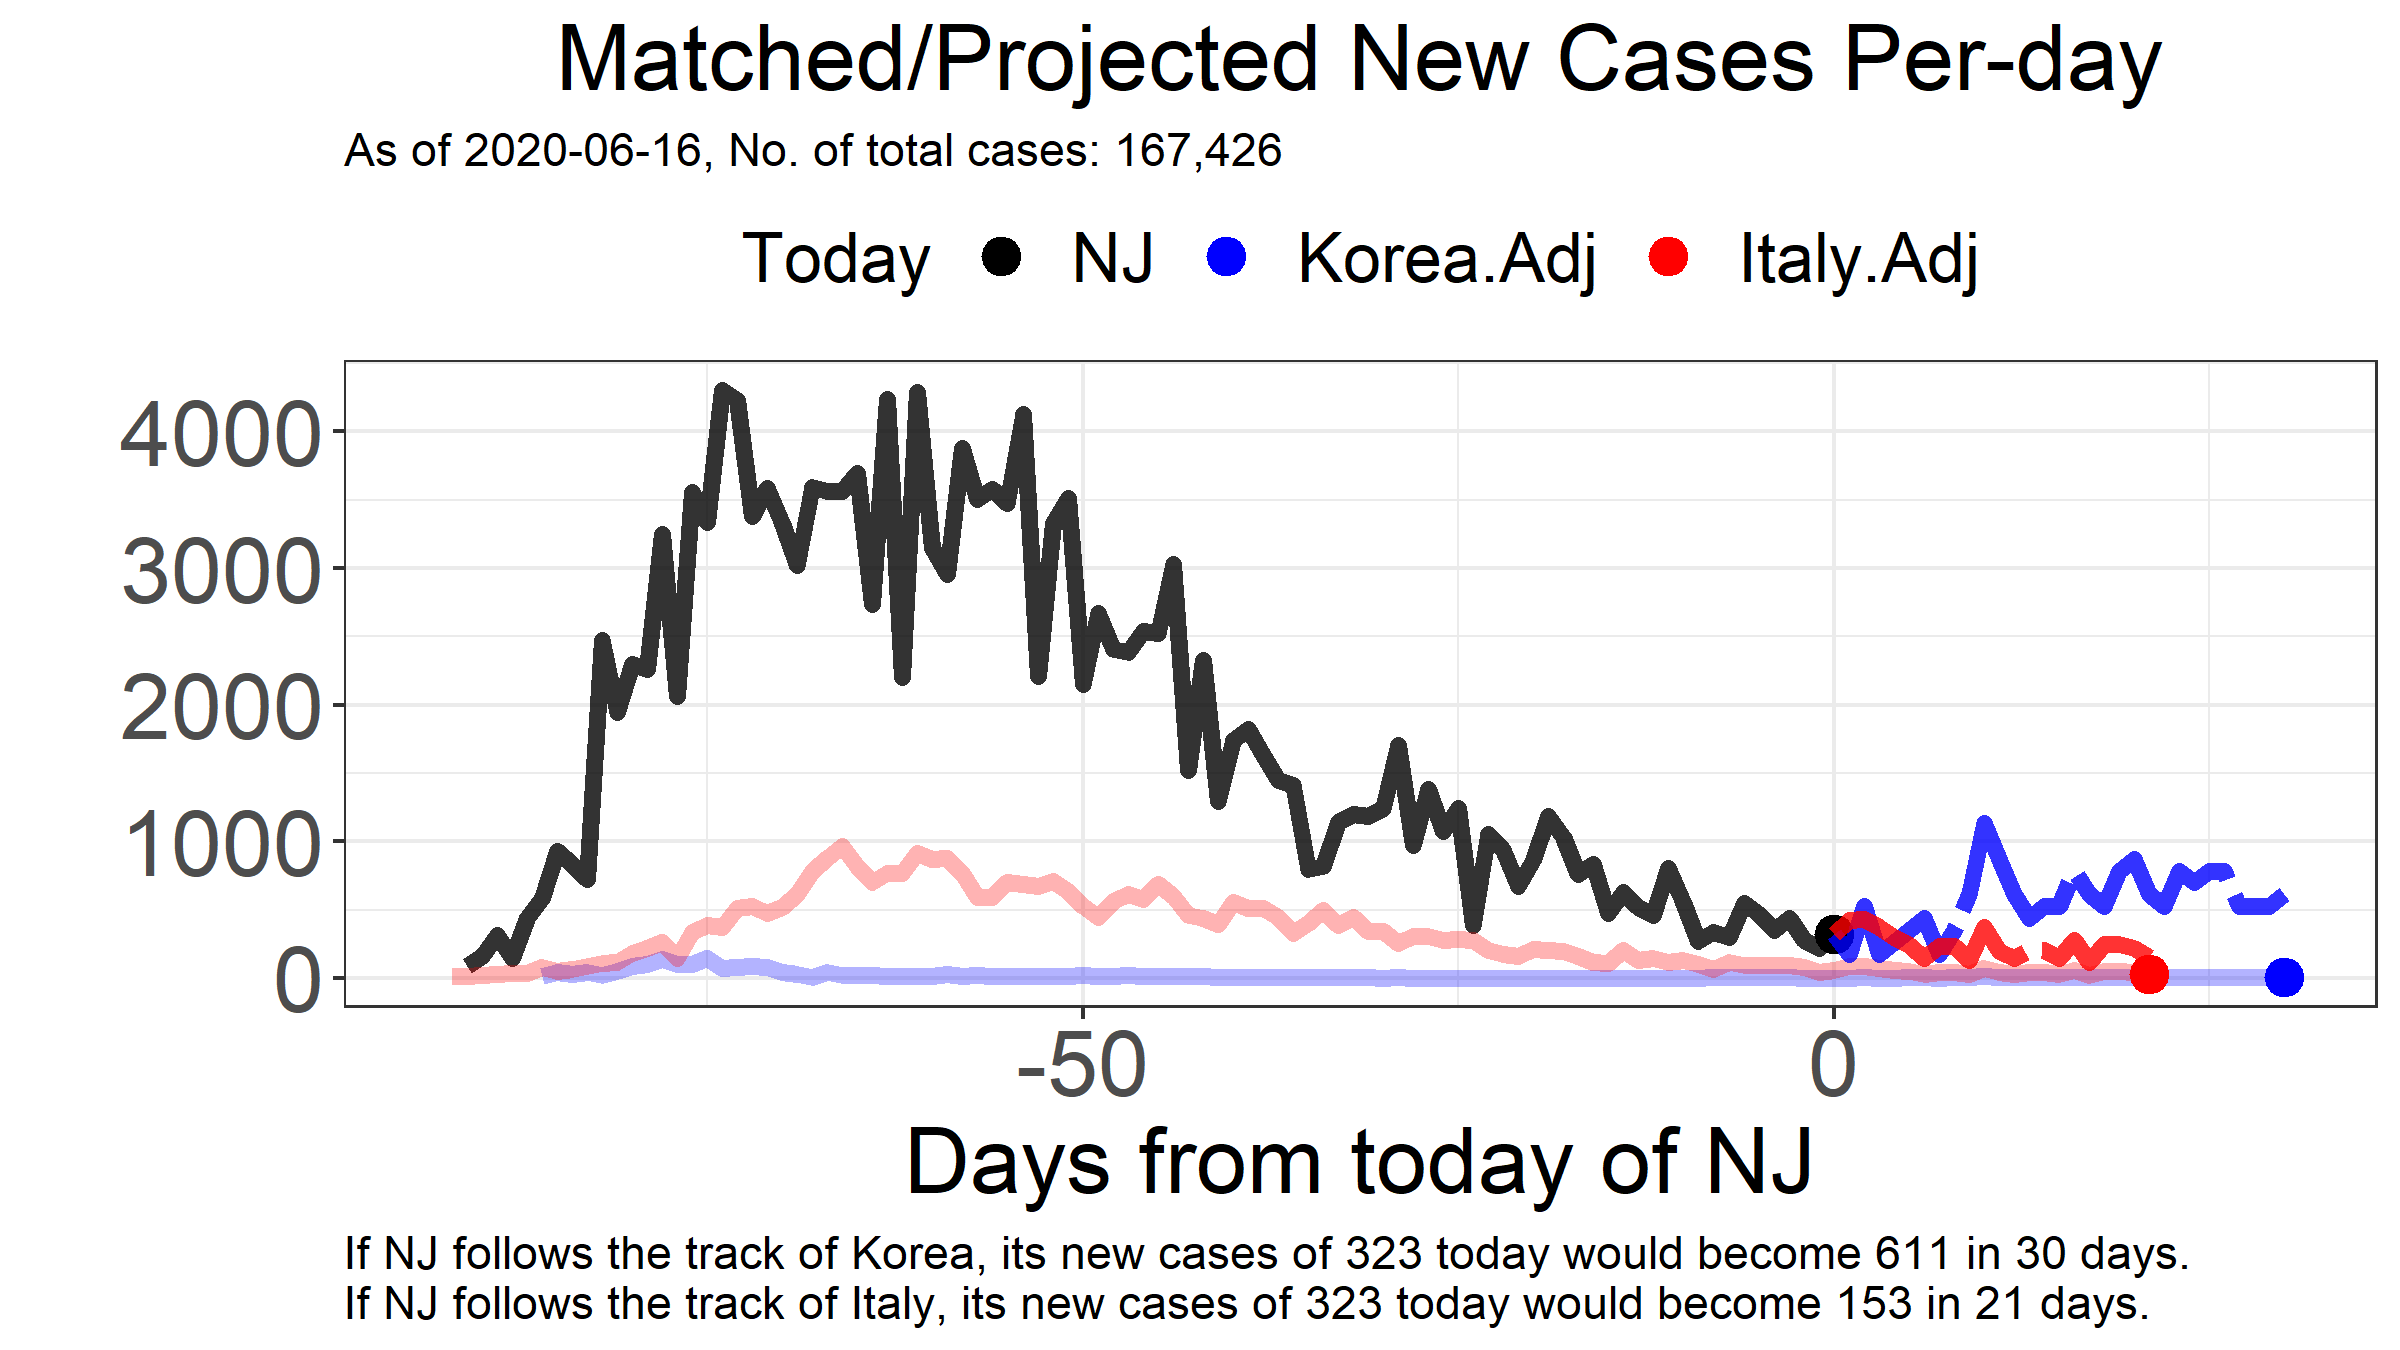 Matched/Projected New Cases Per-day
As of 2020-06-16, No. of total cases: 167,426
Today NJ Korea.Adj Italy.Adj
4000
3000
2000
1000
0
-50 0
Days from today of NJ
If NJ follows the track of Korea, its new cases of 323 today would become 611 in 30 days.
If NJ follows the track of Italy, its new cases of 323 today would become 153 in 21 days.